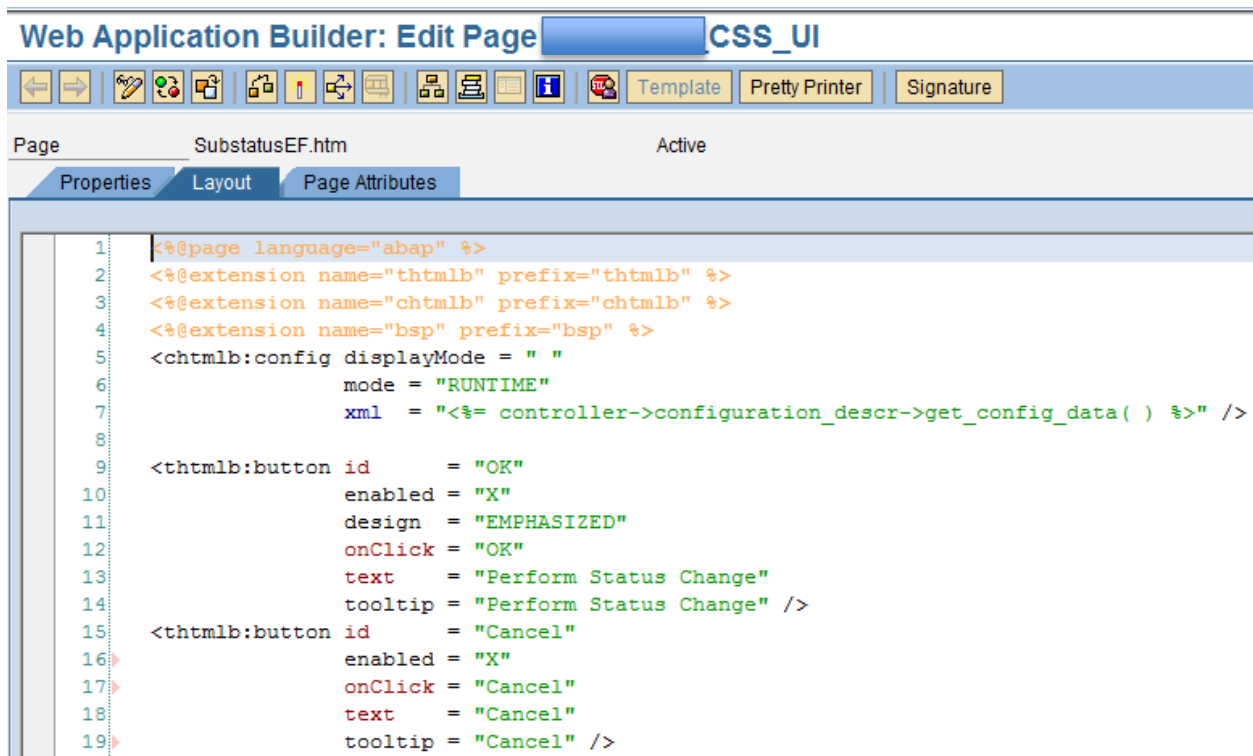 Web Application Builder: Edit Page _CSS_UI
Template Pretty Printer Signature
Page SubstatusEF.htm Active
Properties Layout Page Attributes
1 <%@page language="abap" %>
2 <%@extension name="thtmlb" prefix="thtmlb" %>
3 <%@extension name="chtmlb" prefix="chtmlb" %>
4 <%@extension name="bsp" prefix="bsp" %>
5 <chtmlb:config displayMode = " "
6 mode = "RUNTIME"
7 xml = "<%= controller->configuration_descr->get_config_data( ) %>" />
8
9 <thtmlb:button id = "OK"
10 enabled = "X"
11 design = "EMPHASIZED"
12 onClick = "OK"
13 text = "Perform Status Change"
14 tooltip = "Perform Status Change" />
15 <thtmlb:button id = "Cancel"
16 enabled = "X"
17 onClick = "Cancel"
18 text = "Cancel"
19 tooltip = "Cancel" />